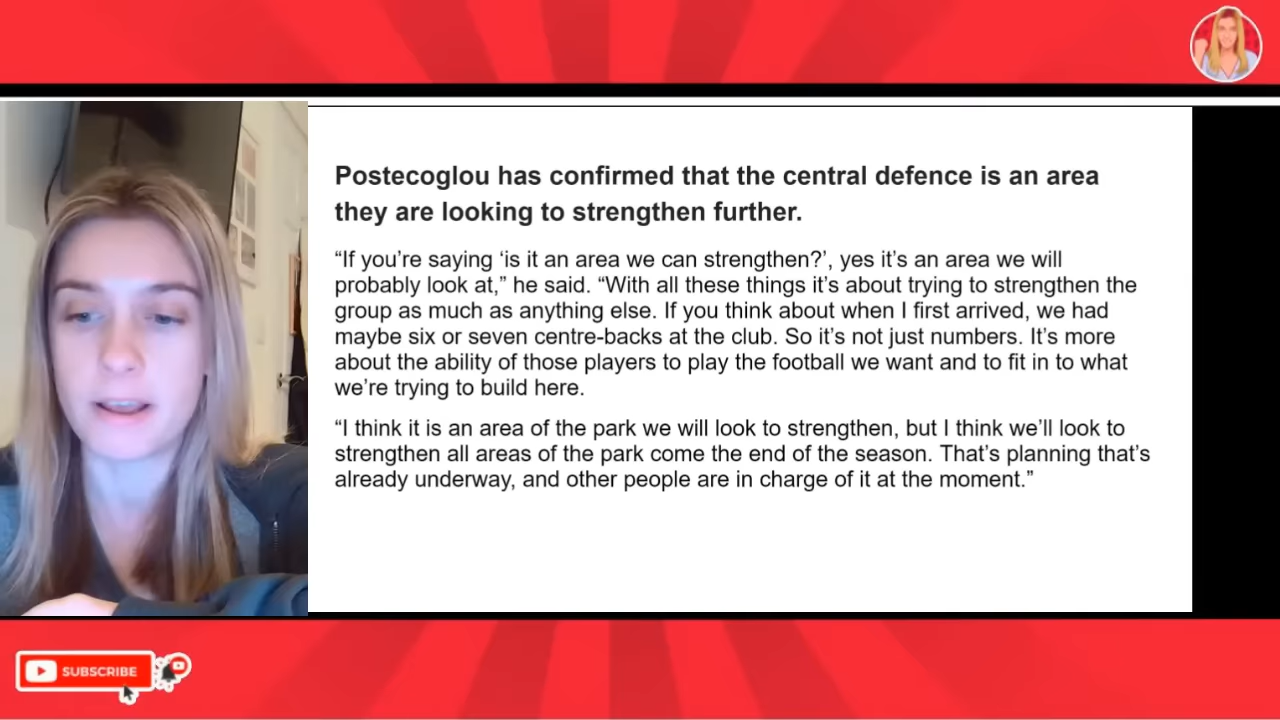 Postecoglou has confirmed that the central defence is an area
they are looking to strengthen further.
“If you’re saying ‘is it an area we can strengthen?’, yes it’s an area we will
probably look at,” he said. “With all these things it’s about trying to strengthen the
group as much as anything else. If you think about when I first arrived, we had
maybe six or seven centre-backs at the club. So it’s not just numbers. It’s more
about the ability of those players to play the football we want and to fit in to what
we’re trying to build here.
“I think it is an area of the park we will look to strengthen, but I think we’ll look to
strengthen all areas of the park come the end of the season. That’s planning that’s
already underway, and other people are in charge of it at the moment.”
SUBSCRIBE